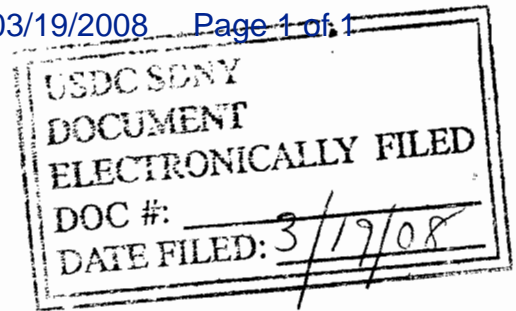 03/19/2008 Page 1 of 1
USDC SDNY
DOCUMENT
ELECTRONICALLY FILED
DOC #:
DATE FILED: 3/19/08